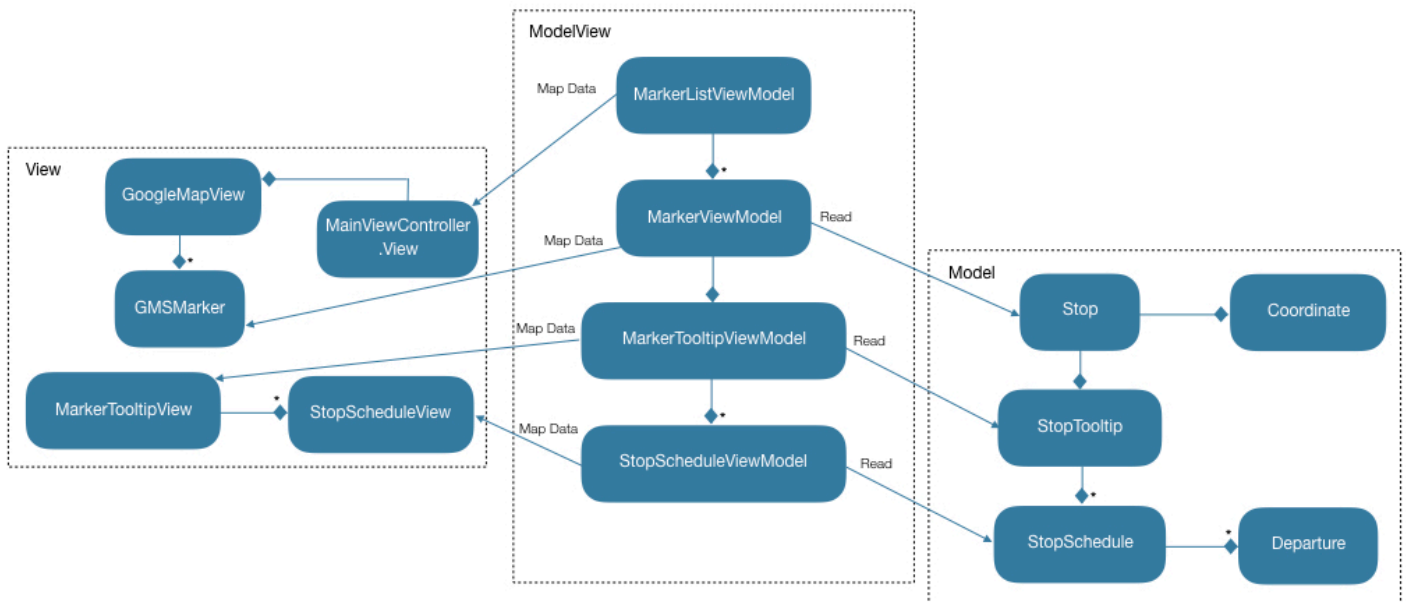 ModelView
MarkerListViewModel
Map Data
*
View
GoogleMapView
MainViewController
.View
*
GMSMarker
MarkerViewModel
Read
Map Data
Model
Stop
Coordinate
MarkerTooltipViewModel
Map Data
Read
*
MarkerTooltipView
*
StopScheduleView
StopTooltip
Map Data
StopScheduleViewModel
Read
*
StopSchedule
*
Departure